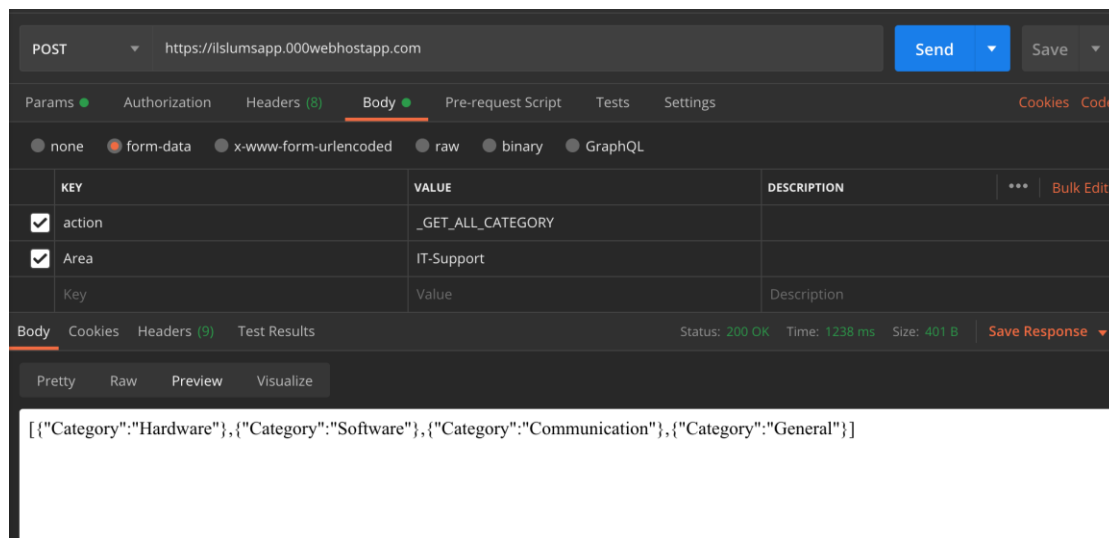 POST https://ilslumsapp.000webhostapp.com Send Save
Params Authorization Headers (8) Body Pre-request Script Tests Settings Cookies Code
none form-data x-www-form-urlencoded raw binary GraphQL
KEY VALUE DESCRIPTION ••• Bulk Edit
action _GET_ALL_CATEGORY
Area IT-Support
Key Value Description
Body Cookies Headers (9) Test Results Status: 200 OK Time: 1238 ms Size: 401 B Save Response
Pretty Raw Preview Visualize
[{"Category":"Hardware"},{"Category":"Software"},{"Category":"Communication"},{"Category":"General"}]